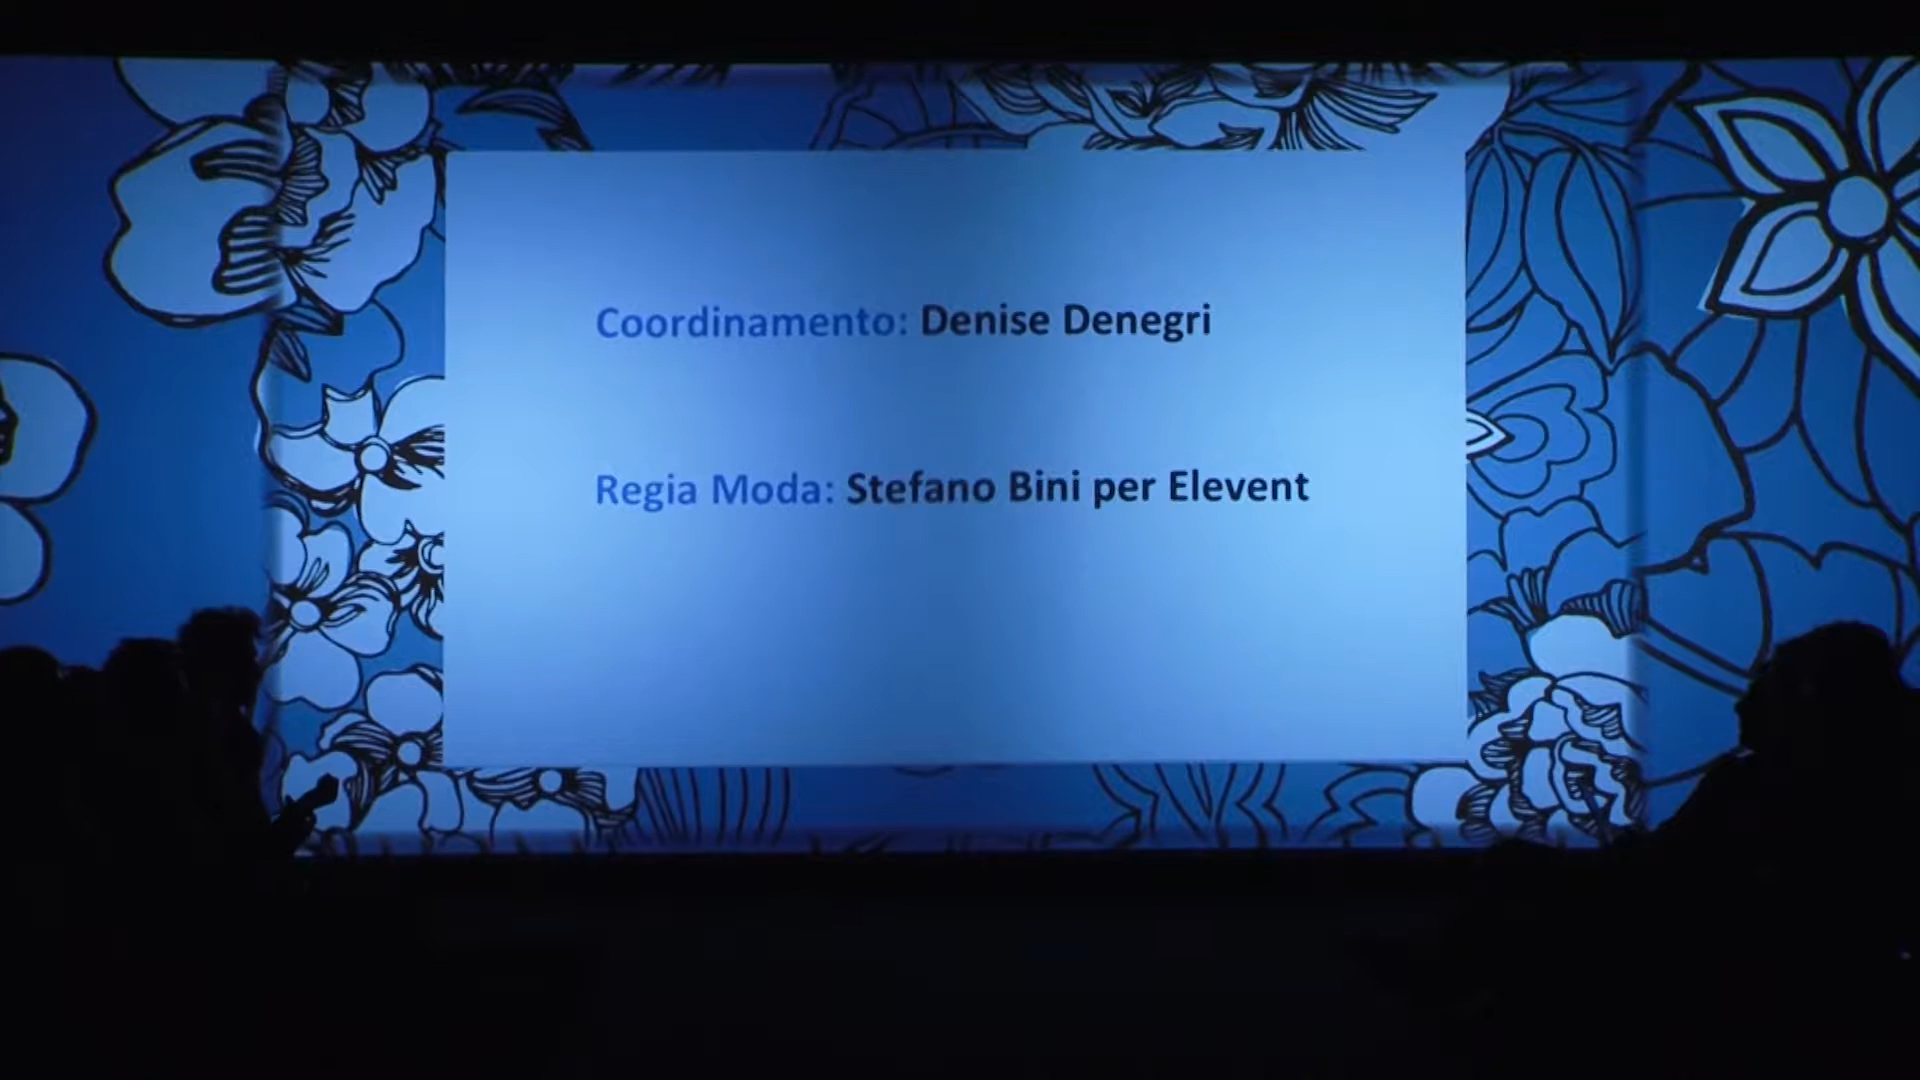 Coordinamento: Denise Denegri
Regia Moda: Stefano Bini per Elevent